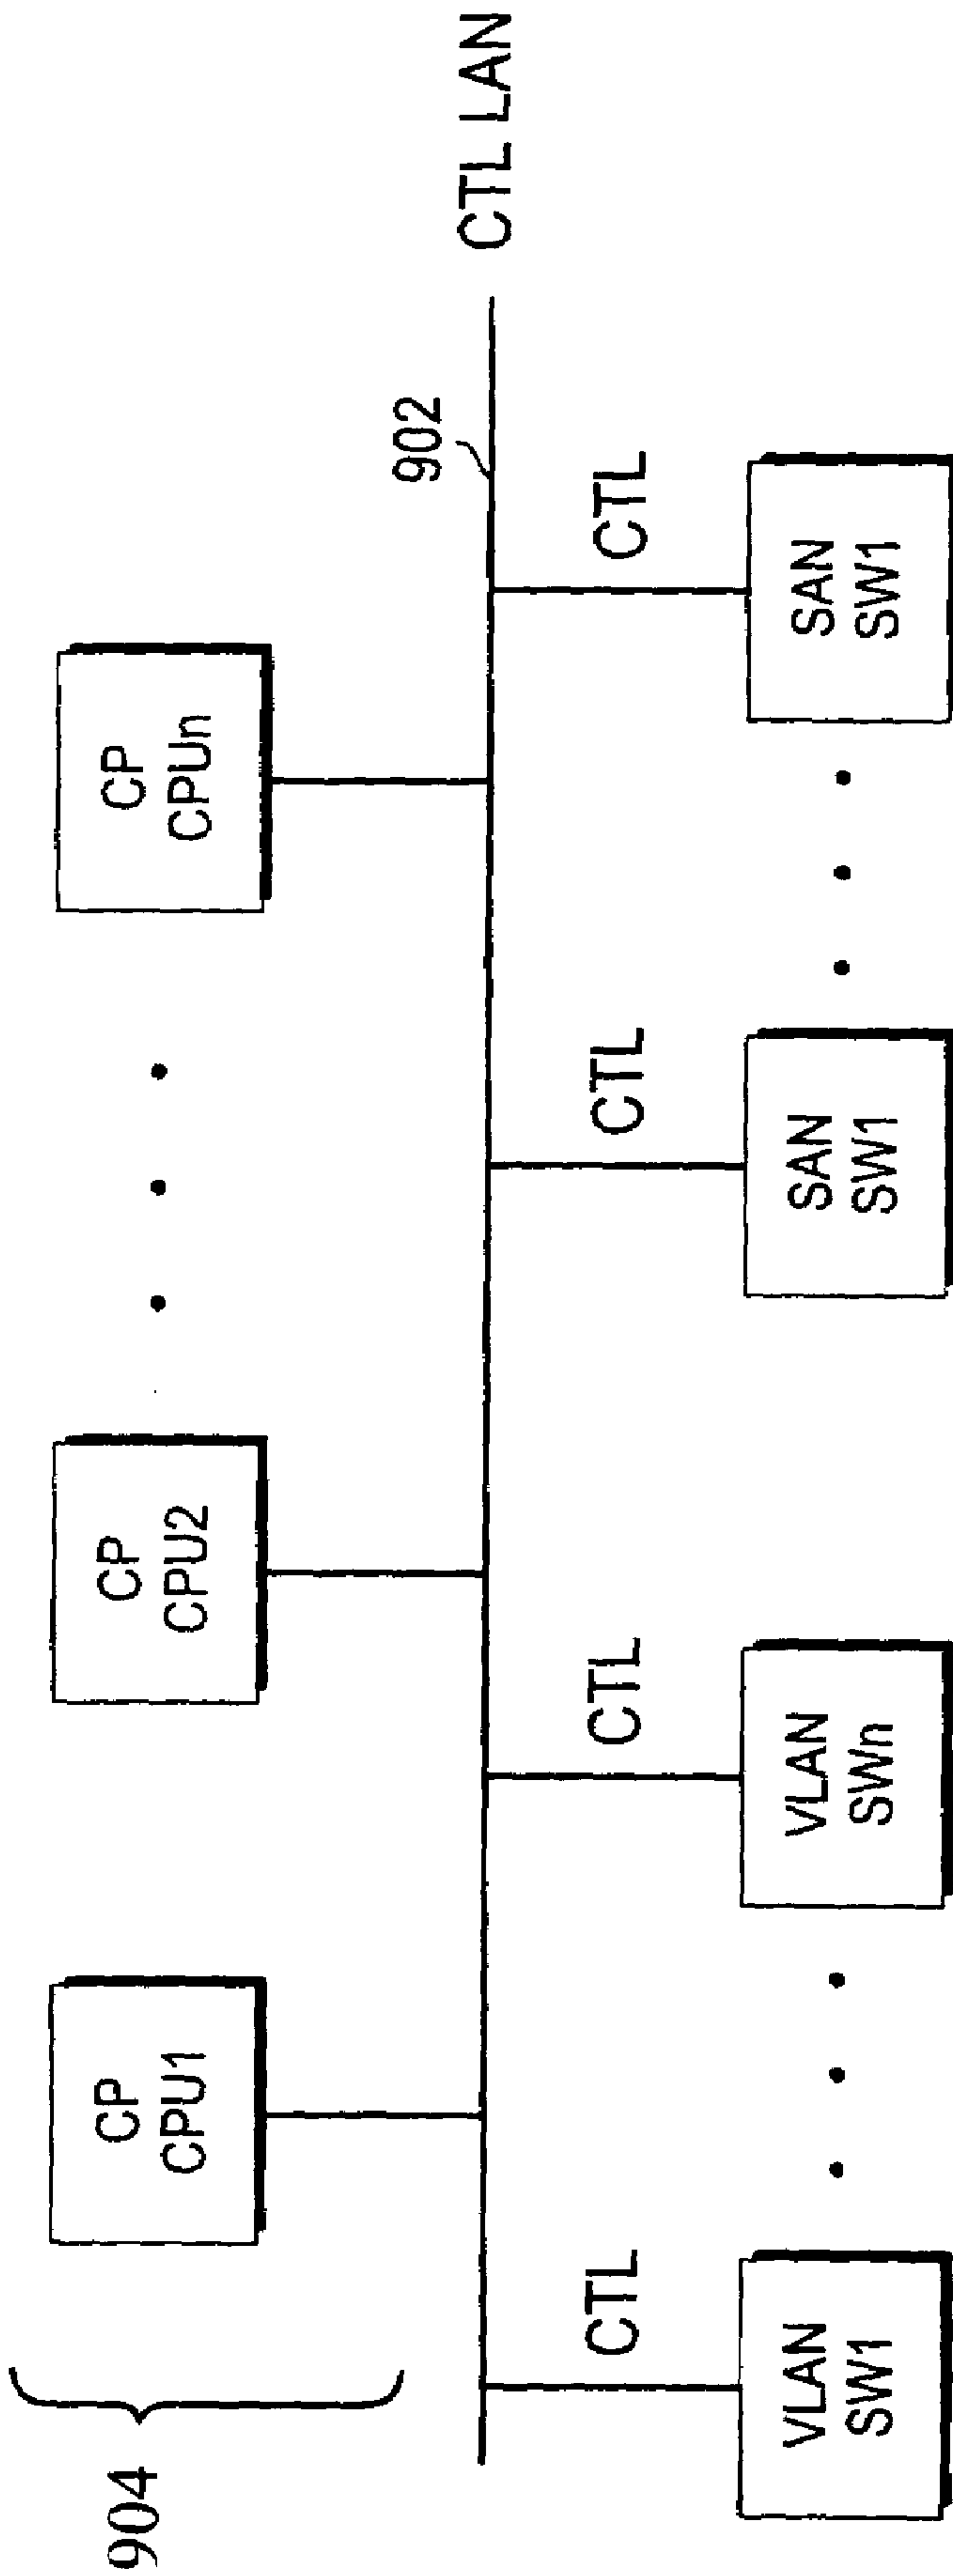 904
CP
CPU1
CP
CPU2
CP
CPUn
902
CTL LAN
CTL
CTL
CTL
CTL
VLAN
SW1
VLAN
SWn
SAN
SW1
SAN
SW1